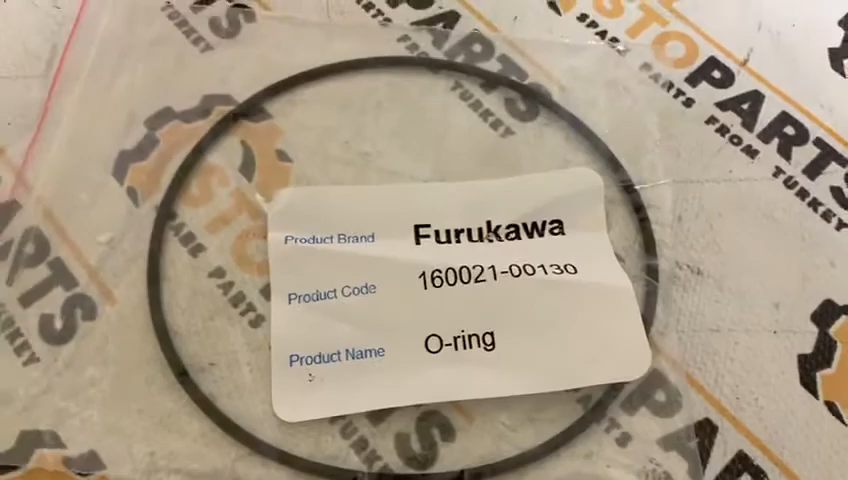 STOPARTS
SPARE PARTS FROM TURKEY
Product Brand Furukawa
Product Code 160021-00130
Product Name O-ring